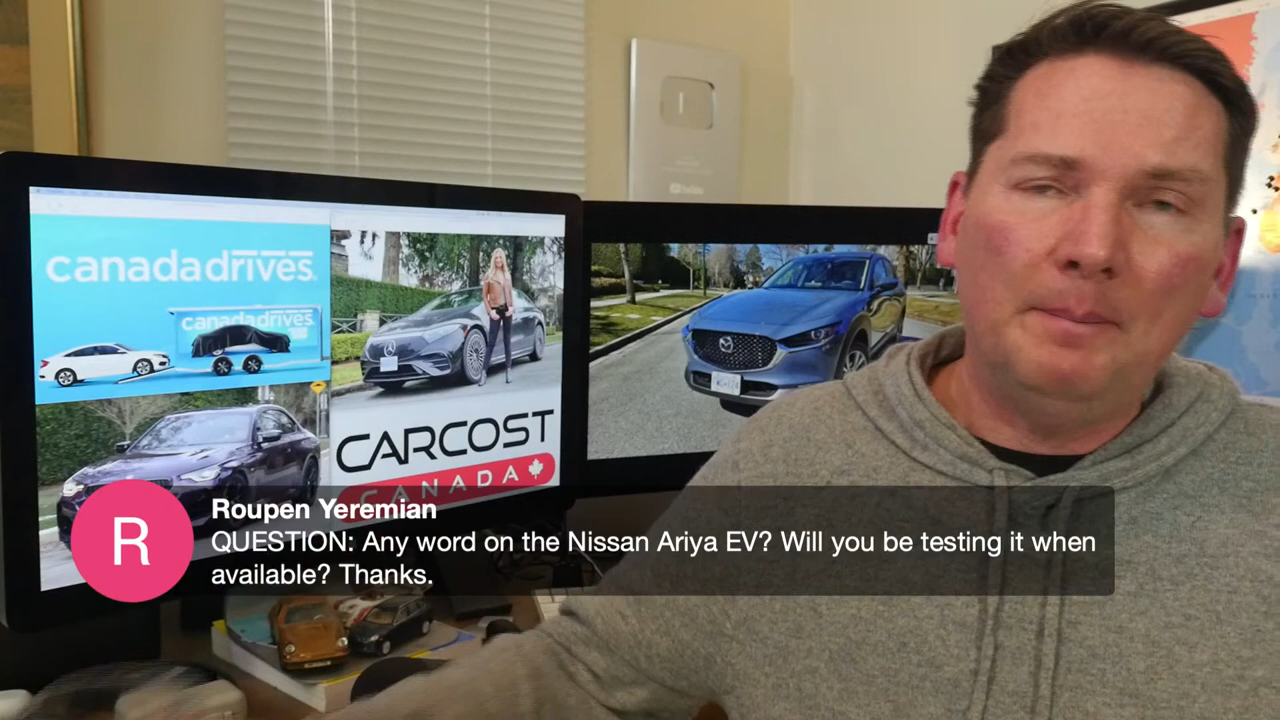 canadadrives
canadadrives
CARCOST
CANADA
R
Roupen Yeremian
QUESTION: Any word on the Nissan Ariya EV? Will you be testing it when
available? Thanks.